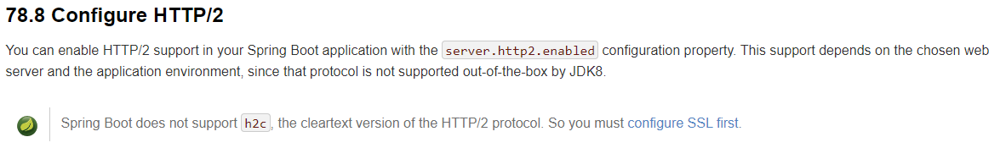 78.8 Configure HTTP/2
You can enable HTTP/2 support in your Spring Boot application with the server.http2.enabled configuration property. This support depends on the chosen web
server and the application environment, since that protocol is not supported out-of-the-box by JDK8.
Spring Boot does not support h2c, the cleartext version of the HTTP/2 protocol. So you must configure SSL first.